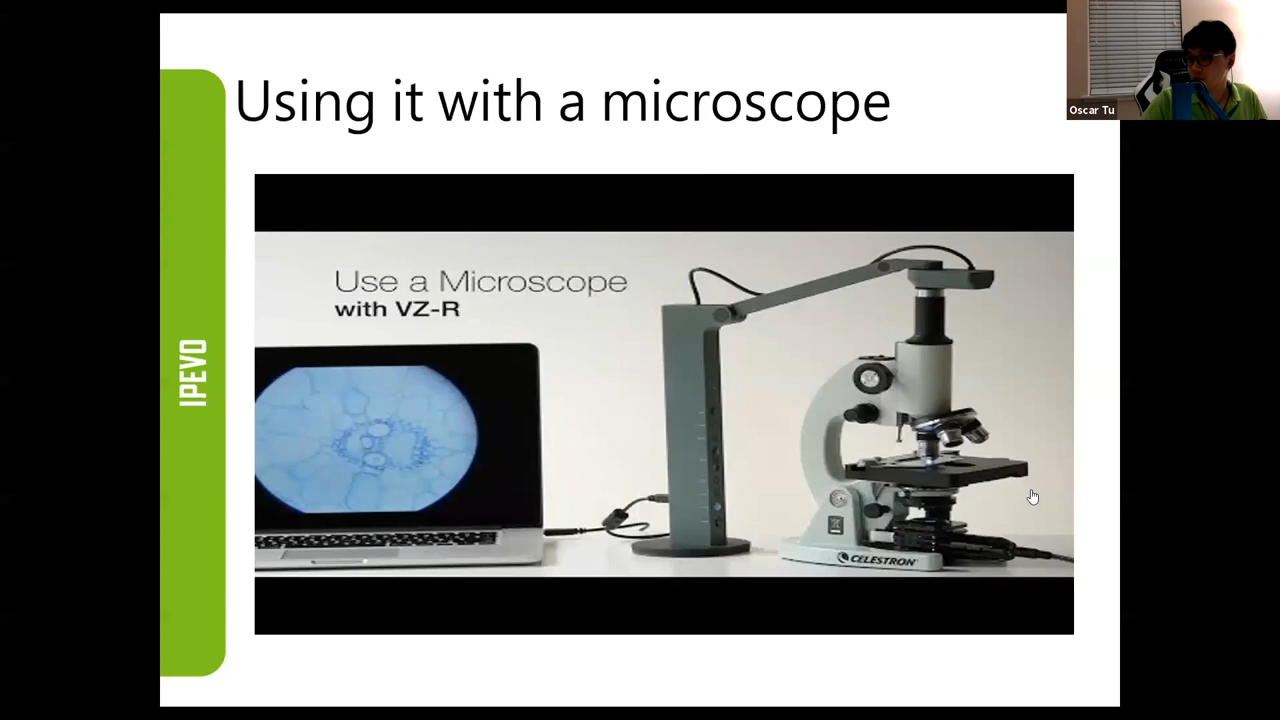 Using it with a microscope
Oscar Tu
IPEVO
Use a Microscope
with VZ-R
CELESTRON